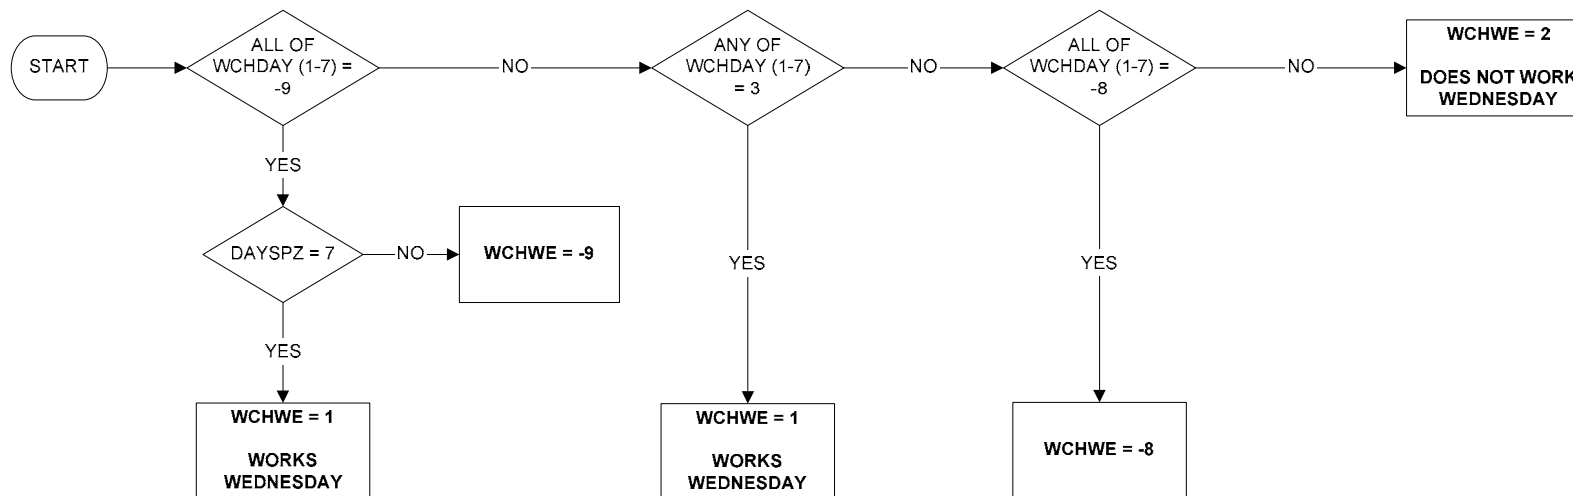 START
ALL OF
WCHDAY (1-7) =
-9
NO
ANY OF
WCHDAY (1-7)
= 3
NO
ALL OF
WCHDAY (1-7) =
-8
NO
WCHWE = 2
DOES NOT WORK
WEDNESDAY
YES
DAYSPZ = 7
NO
WCHWE = -9
YES
YES
YES
WCHWE = 1
WORKS
WEDNESDAY
WCHWE = 1
WORKS
WEDNESDAY
WCHWE = -8